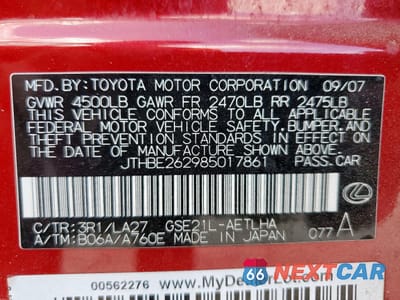 MFD. BY: TOYOTA MOTOR CORPORATION 09/07
GVWR 4500LB GAWR FR 2470LB RR 2475LB
THIS VEHICLE CONFORMS TO ALL APPLICABLE
FEDERAL MOTOR VEHICLE SAFETY, BUMPER, AND
THEFT PREVENTION STANDARDS IN EFFECT ON
THE DATE OF MANUFACTURE SHOWN ABOVE.
JTHBE262985017861 PASS.CAR
C/TR:3R1/LA27 GSE21L-AETLHA
A/TM:B06A/A760E MADE IN JAPAN 077 A
00562276 www.MyDealerLot.com
66 NEXTCAR